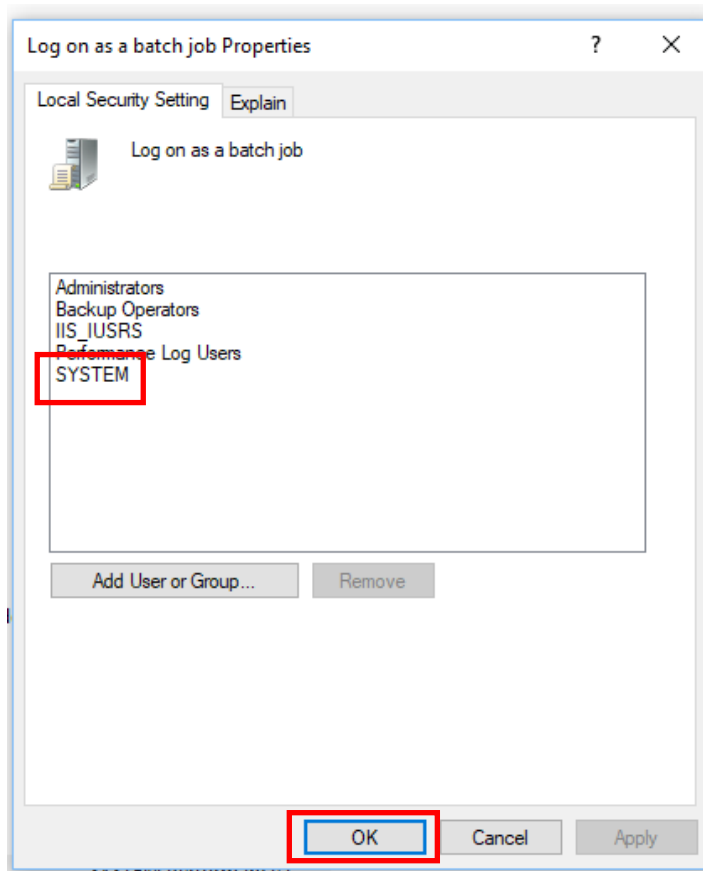 Log on as a batch job Properties ?
Local Security Setting Explain
Log on as a batch job
Administrators
Backup Operators
IIS_IUSRS
Performance Log Users
SYSTEM
Add User or Group... Remove
OK Cancel Apply